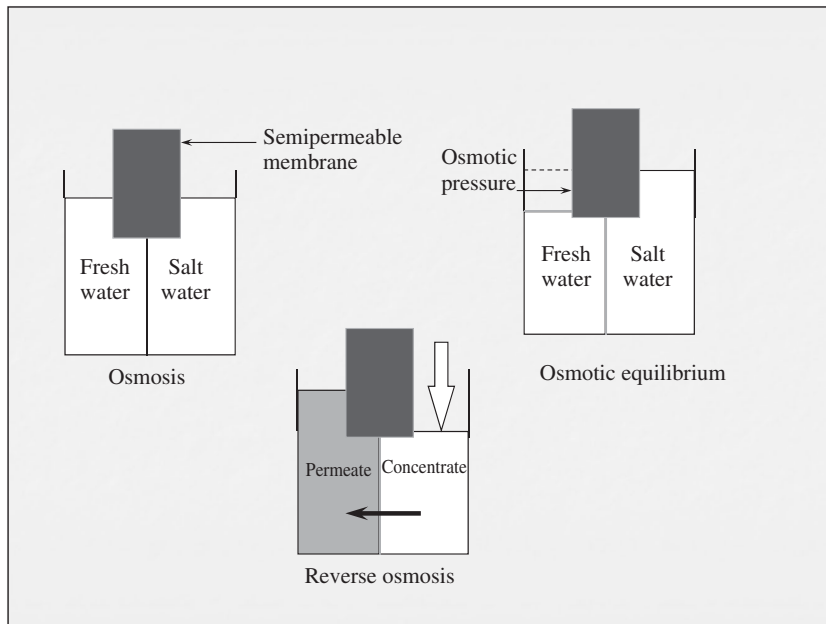 Semipermeable
membrane
Fresh
water
Salt
water
Osmosis
Osmotic
pressure
Fresh
water
Salt
water
Osmotic equilibrium
Permeate
Concentrate
Reverse osmosis